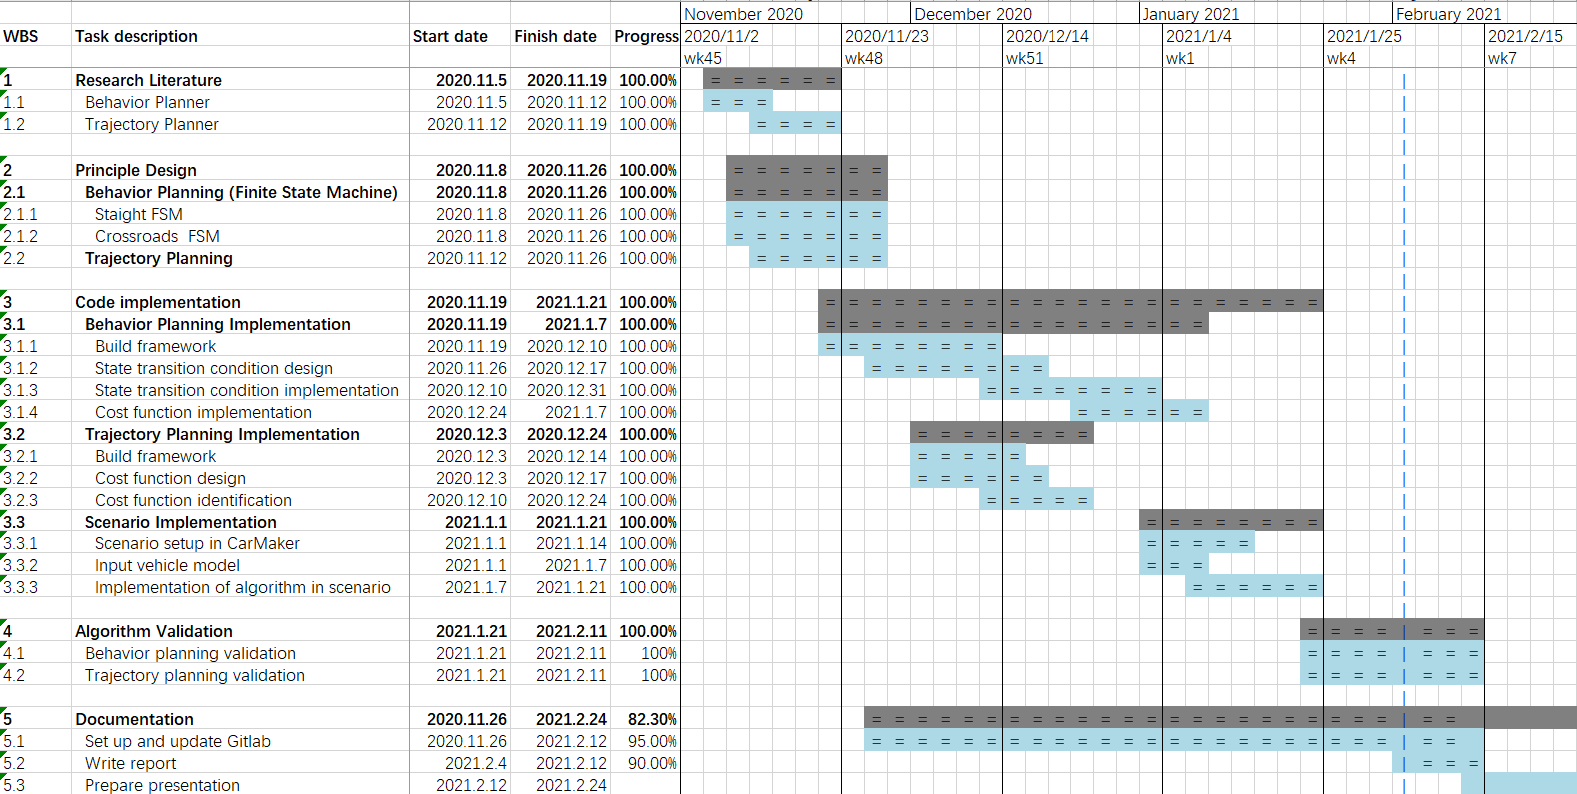 November 2020 December 2020 January 2021 February 2021
WBS Task description Start date Finish date Progress 2020/11/2 2020/11/23 2020/12/14 2021/1/4 2021/1/25 2021/2/15
wk45 wk48 wk51 wk1 wk4 wk7
1 Research Literature 2020.11.5 2020.11.19 100.00% = = = = = =
1.1 Behavior Planner 2020.11.5 2020.11.12 100.00% = = =
1.2 Trajectory Planner 2020.11.12 2020.11.19 100.00% = = = =
2 Principle Design 2020.11.8 2020.11.26 100.00% = = = = = = =
2.1 Behavior Planning (Finite State Machine) 2020.11.8 2020.11.26 100.00% = = = = = = =
2.1.1 Staight FSM 2020.11.8 2020.11.26 100.00% = = = = = = =
2.1.2 Crossroads FSM 2020.11.8 2020.11.26 100.00% = = = = = = =
2.2 Trajectory Planning 2020.11.12 2020.11.26 100.00% = = = = = =
3 Code implementation 2020.11.19 2021.1.21 100.00% = = = = = = = = = = = = = = = = = = = = = =
3.1 Behavior Planning Implementation 2020.11.19 2021.1.7 100.00% = = = = = = = = = = = = = = = = =
3.1.1 Build framework 2020.11.19 2020.12.10 100.00% = = = = = = = =
3.1.2 State transition condition design 2020.11.26 2020.12.17 100.00% = = = = = = = =
3.1.3 State transition condition implementation 2020.12.10 2020.12.31 100.00% = = = = = = = =
3.1.4 Cost function implementation 2020.12.24 2021.1.7 100.00% = = = = = =
3.2 Trajectory Planning Implementation 2020.12.3 2020.12.24 100.00% = = = = = = = =
3.2.1 Build framework 2020.12.3 2020.12.14 100.00% = = = = =
3.2.2 Cost function design 2020.12.3 2020.12.17 100.00% = = = = = =
3.2.3 Cost function identification 2020.12.10 2020.12.24 100.00% = = = = =
3.3 Scenario Implementation 2021.1.1 2021.1.21 100.00% = = = = = = = =
3.3.1 Scenario setup in CarMaker 2021.1.1 2021.1.14 100.00% = = = = =
3.3.2 Input vehicle model 2021.1.1 2021.1.7 100.00% = = =
3.3.3 Implementation of algorithm in scenario 2021.1.7 2021.1.21 100.00% = = = = = =
4 Algorithm Validation 2021.1.21 2021.2.11 100.00% = = = = = = =
4.1 Behavior planning validation 2021.1.21 2021.2.11 100% = = = = = = =
4.2 Trajectory planning validation 2021.1.21 2021.2.11 100% = = = = = = =
5 Documentation 2020.11.26 2021.2.24 82.30% = = = = = = = = = = = = = = = = = = = = = = = = =
5.1 Set up and update Gitlab 2020.11.26 2021.2.12 95.00% = = = = = = = = = = = = = = = = = = = = = = = = =
5.2 Write report 2021.2.4 2021.2.12 90.00% = = =
5.3 Prepare presentation 2021.2.12 2021.2.24